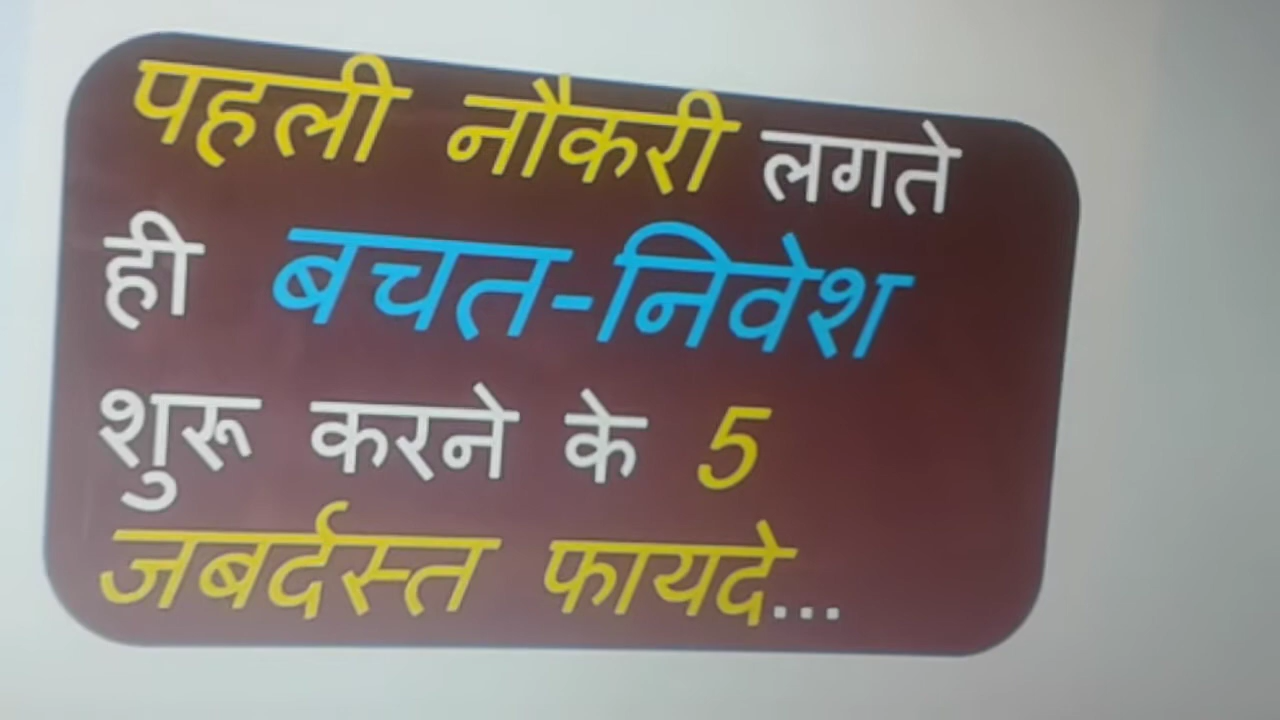 पहली नौकरी लगते
ही बचत-निवेश
शुरू करने के 5
जबर्दस्त फायदे...